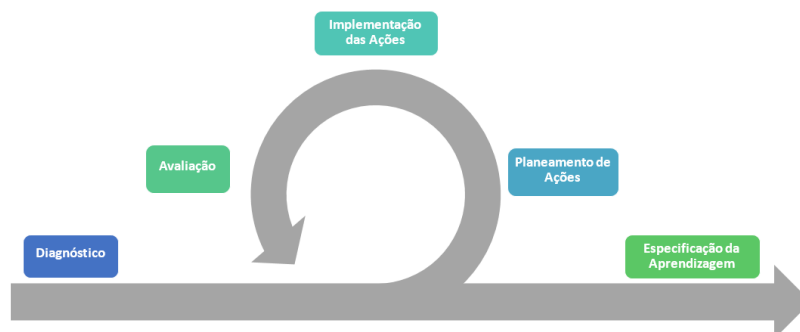 Implementação
das Ações
Avaliação
Planeamento de
Ações
Diagnóstico
Especificação da
Aprendizagem